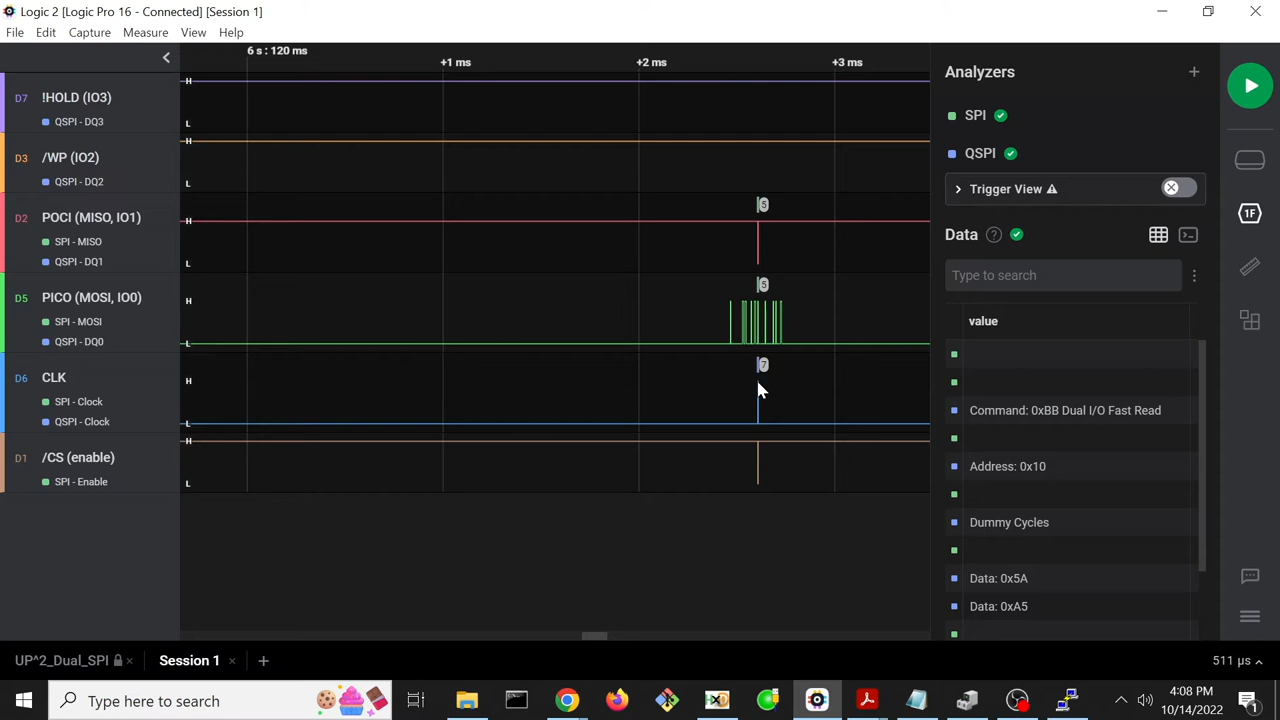 Logic 2 [Logic Pro 16 - Connected] [Session 1]
File Edit Capture Measure View Help
6 s : 120 ms
+1 ms +2 ms +3 ms
D7 !HOLD (IO3)
QSPI - DQ3
H
L
D3 /WP (IO2)
QSPI - DQ2
H
L
D2 POCI (MISO, IO1)
SPI - MISO
QSPI - DQ1
H
L
5
D5 PICO (MOSI, IO0)
SPI - MOSI
QSPI - DQ0
H
L
5
D6 CLK
SPI - Clock
QSPI - Clock
H
L
7
D1 /CS (enable)
SPI - Enable
H
L
Analyzers
SPI
QSPI
Trigger View
Data
Type to search
value
Command: 0xBB Dual I/O Fast Read
Address: 0x10
Dummy Cycles
Data: 0x5A
Data: 0xA5
1F
UP^2_Dual_SPI
Session 1
511 µs
Type here to search
4:08 PM
10/14/2022
1